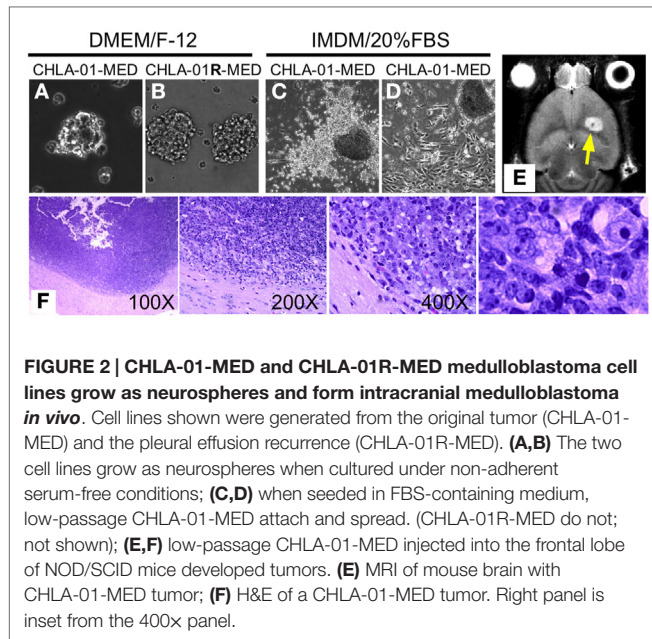 DMEM/F-12 IMDM/20%FBS
CHLA-01-MED CHLA-01R-MED CHLA-01-MED CHLA-01-MED
A B C D
E
F 100X 200X 400X
FIGURE 2 | CHLA-01-MED and CHLA-01R-MED medulloblastoma cell
lines grow as neurospheres and form intracranial medulloblastoma
in vivo. Cell lines shown were generated from the original tumor (CHLA-01-
MED) and the pleural effusion recurrence (CHLA-01R-MED). (A,B) The two
cell lines grow as neurospheres when cultured under non-adherent
serum-free conditions; (C,D) when seeded in FBS-containing medium,
low-passage CHLA-01-MED attach and spread. (CHLA-01R-MED do not;
not shown); (E,F) low-passage CHLA-01-MED injected into the frontal lobe
of NOD/SCID mice developed tumors. (E) MRI of mouse brain with
CHLA-01-MED tumor; (F) H&E of a CHLA-01-MED tumor. Right panel is
inset from the 400× panel.